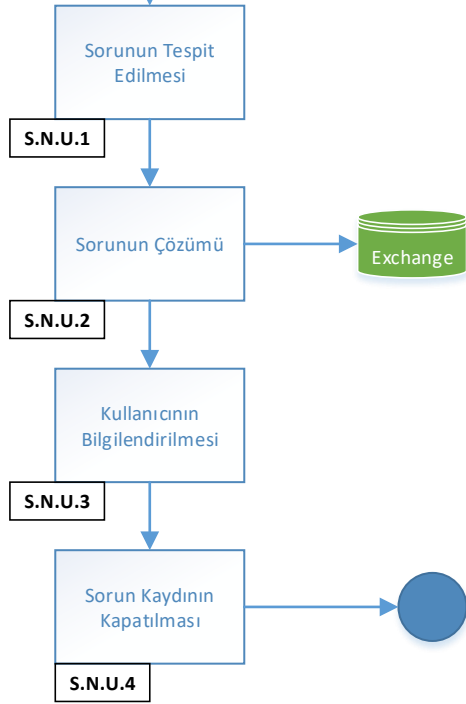 Sorunun Tespit
Edilmesi
S.N.U.1
Sorunun Çözümü
Exchange
S.N.U.2
Kullanıcının
Bilgilendirilmesi
S.N.U.3
Sorun Kaydının
Kapatılması
S.N.U.4